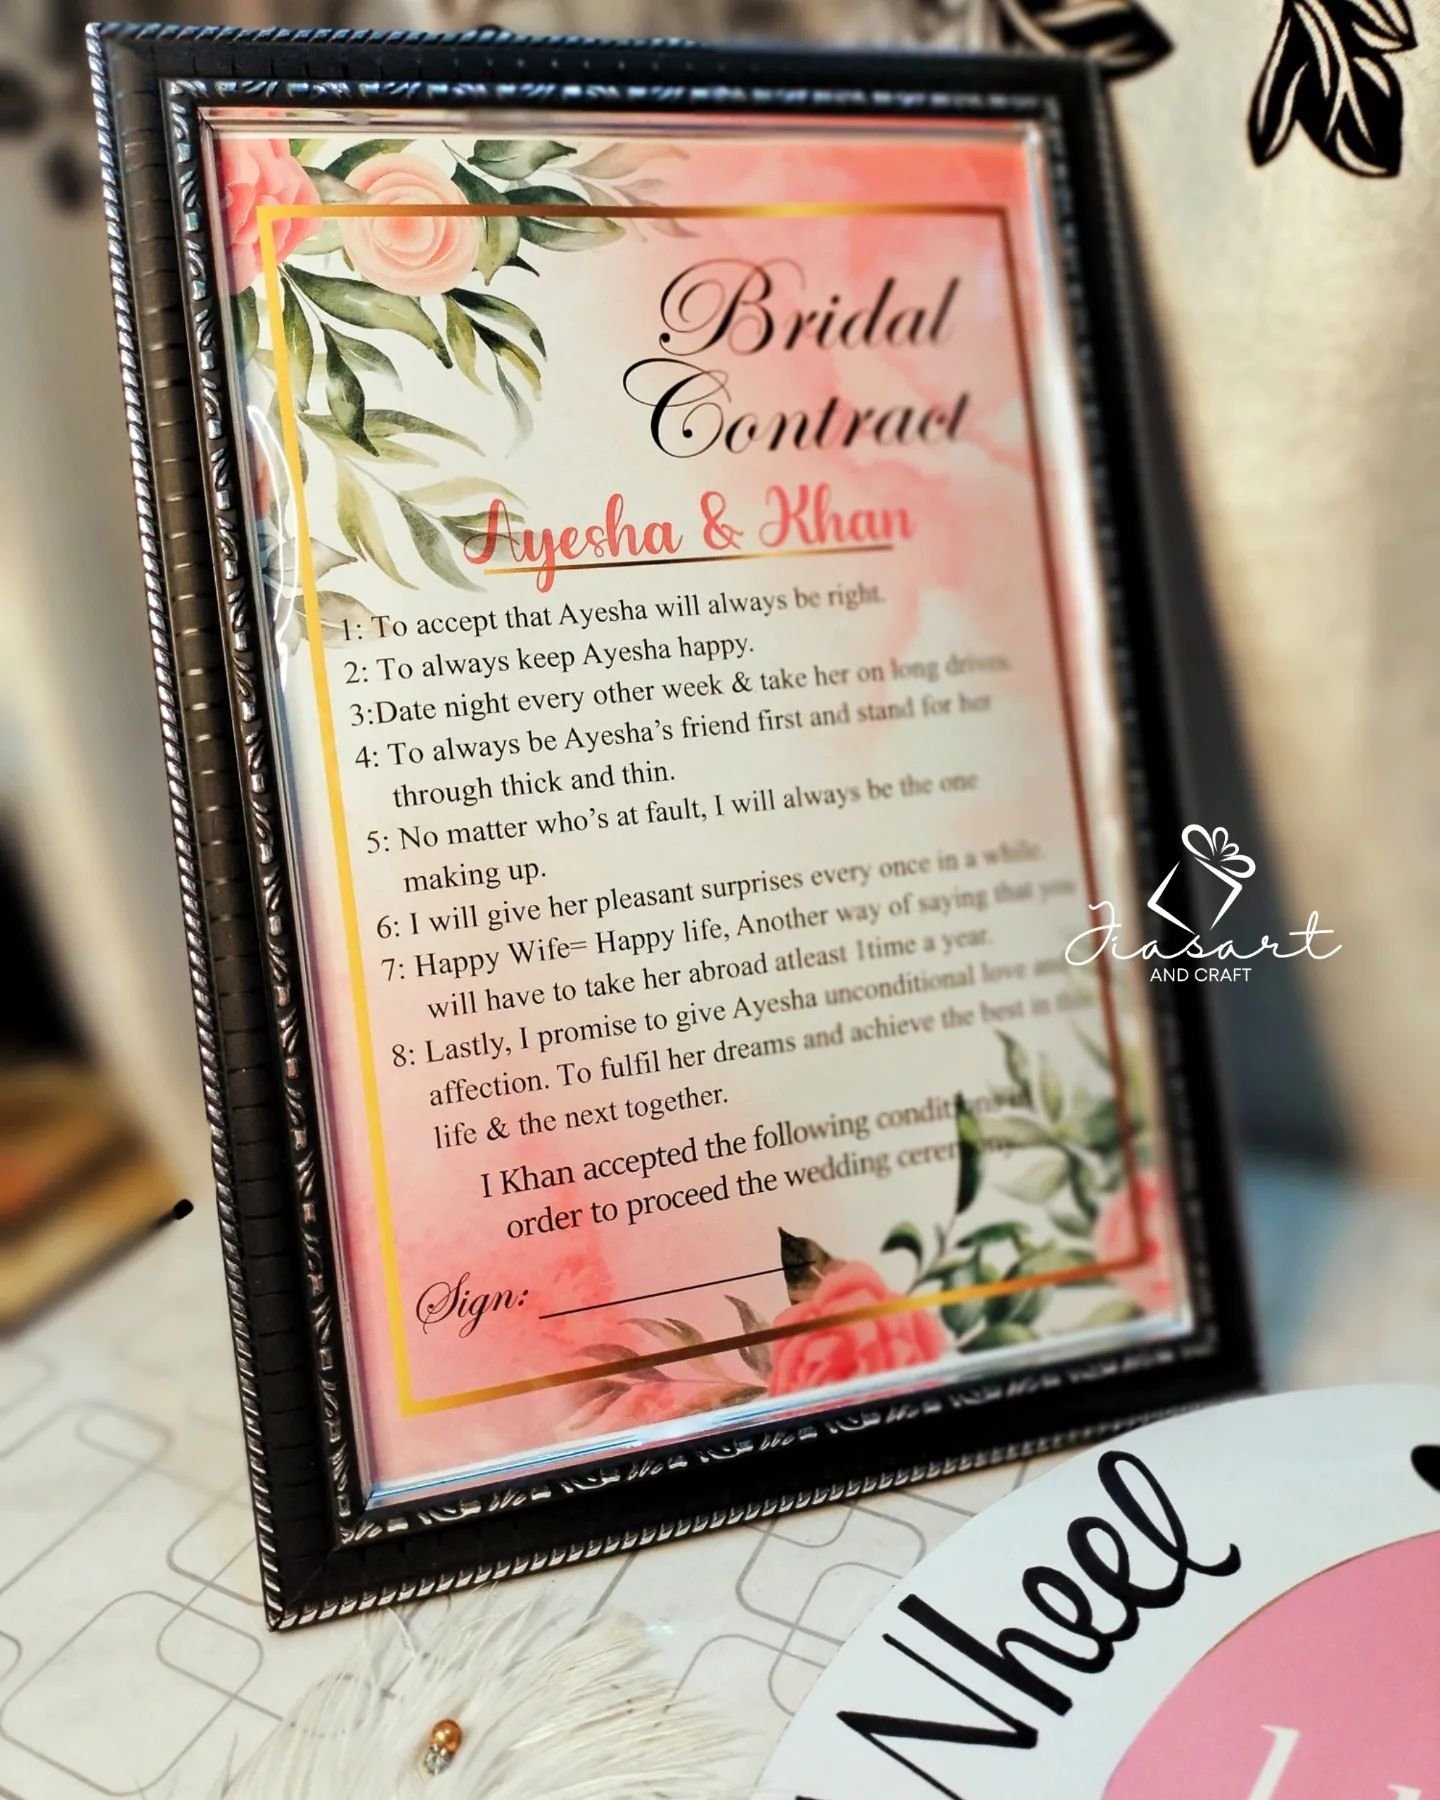 Bridal
Contract
Ayesha & Khan
1: To accept that Ayesha will always be right.
2: To always keep Ayesha happy.
3:Date night every other week & take her on long drives.
4: To always be Ayesha's friend first and stand for her
through thick and thin.
5: No matter who's at fault, I will always be the one
making up.
6: I will give her pleasant surprises every once in a while.
7: Happy Wife= Happy life, Another way of saying that you
will have to take her abroad atleast 1time a year.
8: Lastly, I promise to give Ayesha unconditional love and
affection. To fulfil her dreams and achieve the best in this
life & the next together.
I Khan accepted the following conditions in
order to proceed the wedding ceremony.
Sign:
Jiasart
AND CRAFT
Wheel